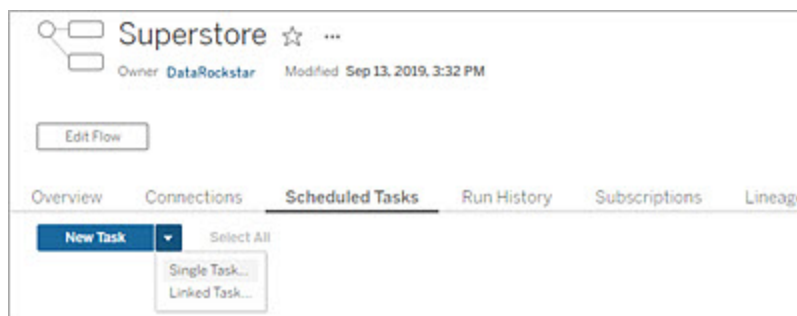 Superstore ☆ ...
Owner DataRockstar Modified Sep 13, 2019, 3:32 PM
Edit Flow
Overview Connections Scheduled Tasks Run History Subscriptions Lineag
New Task Select All
Single Task...
Linked Task...